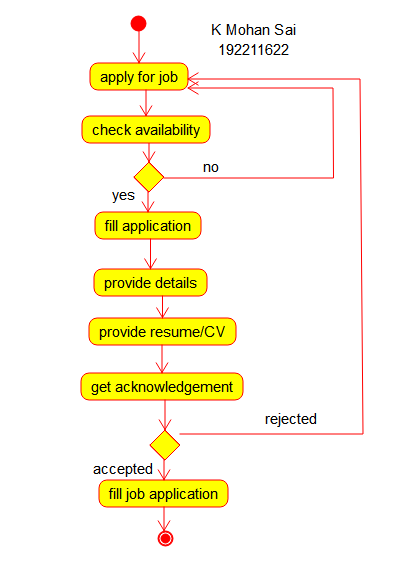 K Mohan Sai
192211622
apply for job
check availability
no
yes
fill application
provide details
provide resume/CV
get acknowledgement
rejected
accepted
fill job application